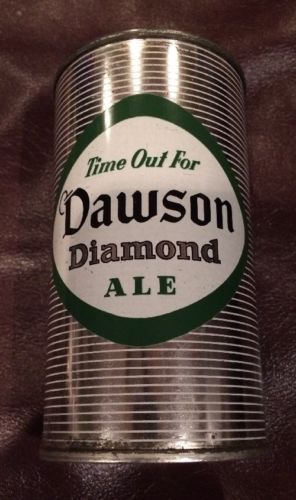 Time Out For
Dawson
Diamond
ALE